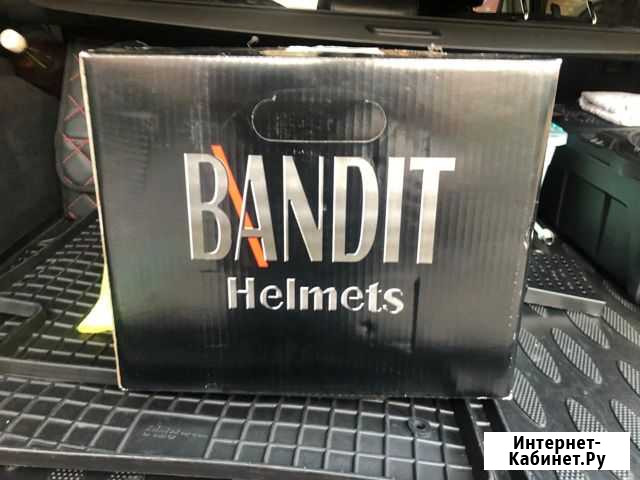 BANDIT
Helmets
Интернет-
Кабинет.Ру